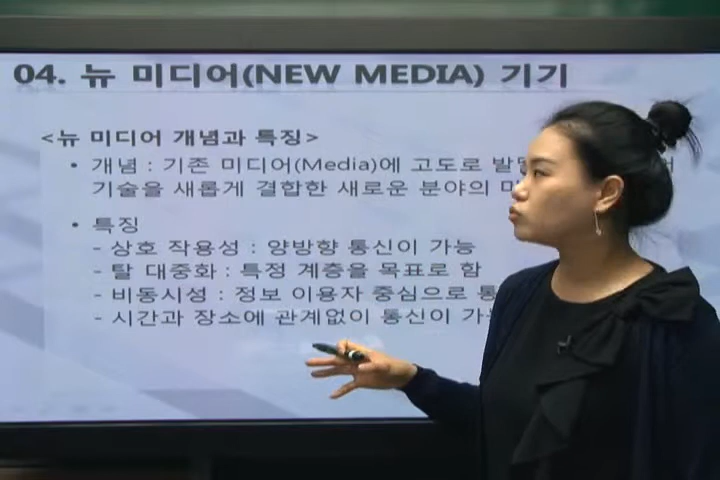 04. 뉴 미디어(NEW MEDIA) 기기
<뉴 미디어 개념과 특징>
• 개념 : 기존 미디어(Media)에 고도로
기술을 새롭게 결합한 새로운 분야의
• 특징
- 상호 작용성 : 양방향 통신이 가능
- 탈 대중화 : 특정 계층을 목표로 함
- 비동시성 : 정보 이용자 중심으로
- 시간과 장소에 관계없이 통신이